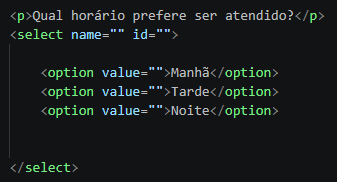 <p>Qual horário prefere ser atendido?</p>
<select name="" id="">
<option value="">Manhã</option>
<option value="">Tarde</option>
<option value="">Noite</option>
</select>